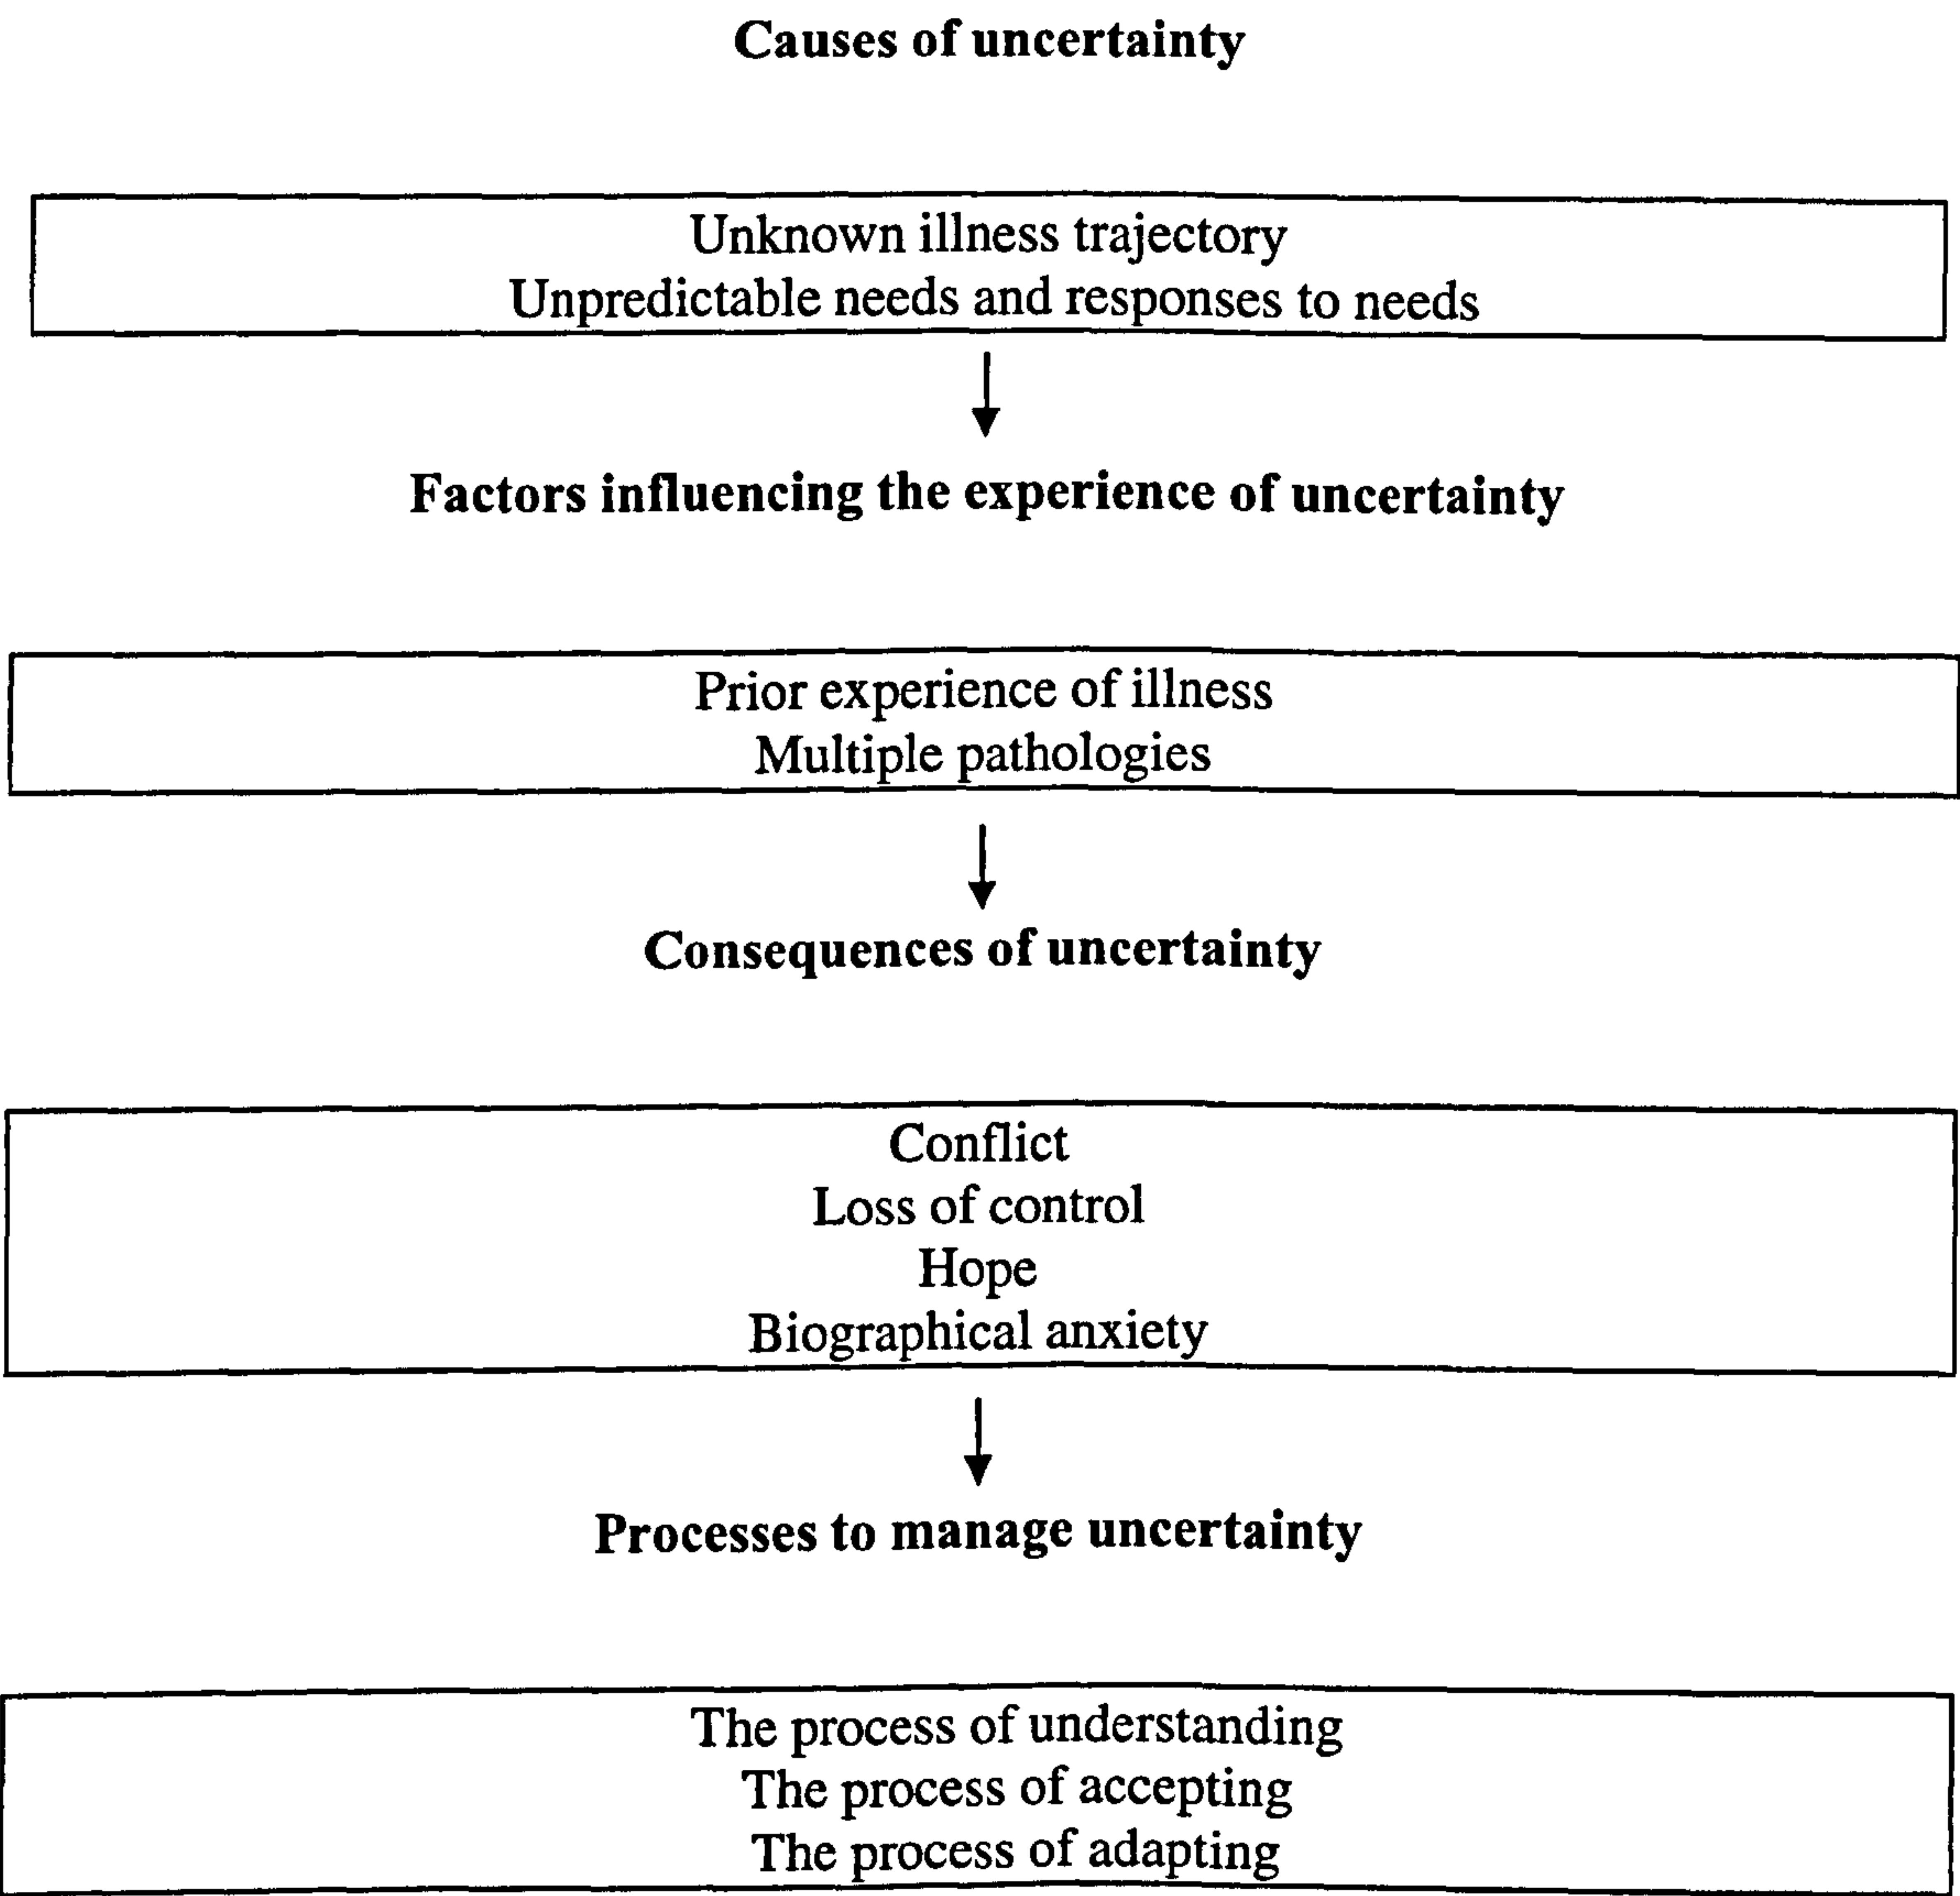 Causes of uncertainty
Unknown illness trajectory
Unpredictable needs and responses to needs
Factors influencing the experience of uncertainty
Prior experience of illness
Multiple pathologies
Consequences of uncertainty
Conflict
Loss of control
Hope
Biographical anxiety
Processes to manage uncertainty
The process of understanding
The process of accepting
The process of adapting